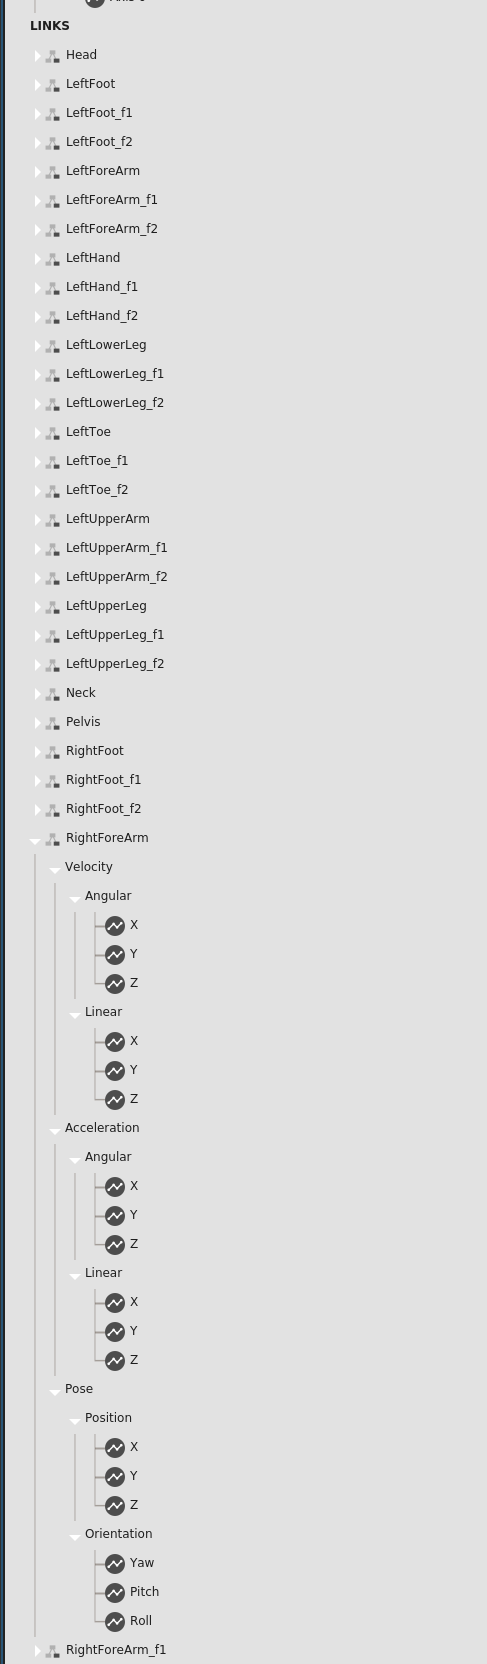 LINKS
Head
LeftFoot
LeftFoot_f1
LeftFoot_f2
LeftForeArm
LeftForeArm_f1
LeftForeArm_f2
LeftHand
LeftHand_f1
LeftHand_f2
LeftLowerLeg
LeftLowerLeg_f1
LeftLowerLeg_f2
LeftToe
LeftToe_f1
LeftToe_f2
LeftUpperArm
LeftUpperArm_f1
LeftUpperArm_f2
LeftUpperLeg
LeftUpperLeg_f1
LeftUpperLeg_f2
Neck
Pelvis
RightFoot
RightFoot_f1
RightFoot_f2
RightForeArm
Velocity
Angular
X
Y
Z
Linear
X
Y
Z
Acceleration
Angular
X
Y
Z
Linear
X
Y
Z
Pose
Position
X
Y
Z
Orientation
Yaw
Pitch
Roll
RightForeArm_f1